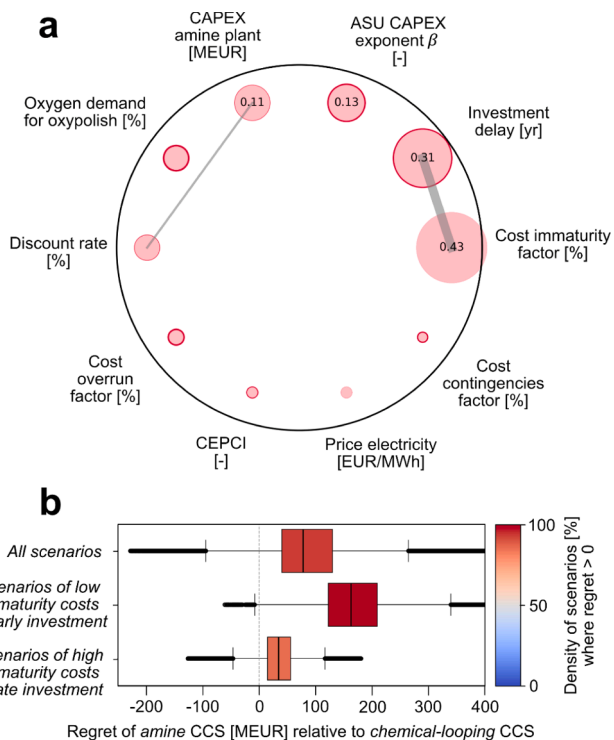 a
CAPEX
amine plant
[MEUR]
ASU CAPEX
exponent β
[-]
Oxygen demand
for oxypolish [%]
0.11
0.13
Investment
delay [yr]
0.31
Discount rate
[%]
0.43
Cost immaturity
factor [%]
Cost
overrun
factor [%]
Cost
contingencies
factor [%]
CEPCI
[-]
Price electricity
[EUR/MWh]
b
All scenarios
cenarios of low
maturity costs
arly investment
cenarios of high
maturity costs
ate investment
-200
-100
0
100
200
300
400
Regret of amine CCS [MEUR] relative to chemical-looping CCS
100
50
0
Density of scenarios [%]
where regret > 0